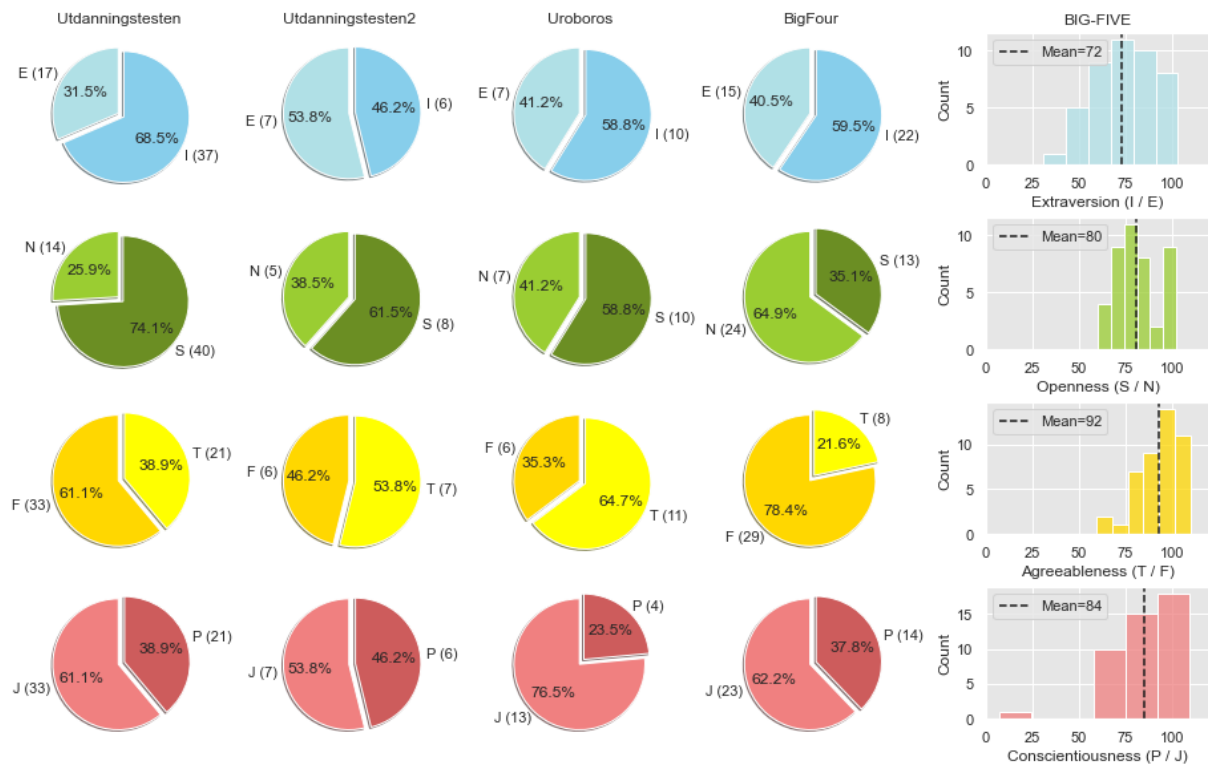 Utdanningstesten
Utdanningstesten2
Uroboros
BigFour
BIG-FIVE
E (17)
31.5%
68.5%
I (37)
E (7)
53.8%
46.2%
I (6)
E (7)
41.2%
58.8%
I (10)
E (15)
40.5%
59.5%
I (22)
Mean=72
Count
10
5
0
0 25 50 75 100
Extraversion (I / E)
N (14)
25.9%
74.1%
S (40)
N (5)
38.5%
61.5%
S (8)
N (7)
41.2%
58.8%
S (10)
S (13)
35.1%
64.9%
N (24)
Mean=80
Count
10
5
0
0 25 50 75 100
Openness (S / N)
T (21)
38.9%
61.1%
F (33)
F (6)
46.2%
53.8%
T (7)
F (6)
35.3%
64.7%
T (11)
T (8)
21.6%
78.4%
F (29)
Mean=92
Count
10
5
0
0 25 50 75 100
Agreeableness (T / F)
P (21)
38.9%
61.1%
J (33)
53.8%
J (7)
46.2%
P (6)
P (4)
23.5%
76.5%
J (13)
P (14)
37.8%
62.2%
J (23)
Mean=84
Count
15
10
5
0
0 25 50 75 100
Conscientiousness (P / J)